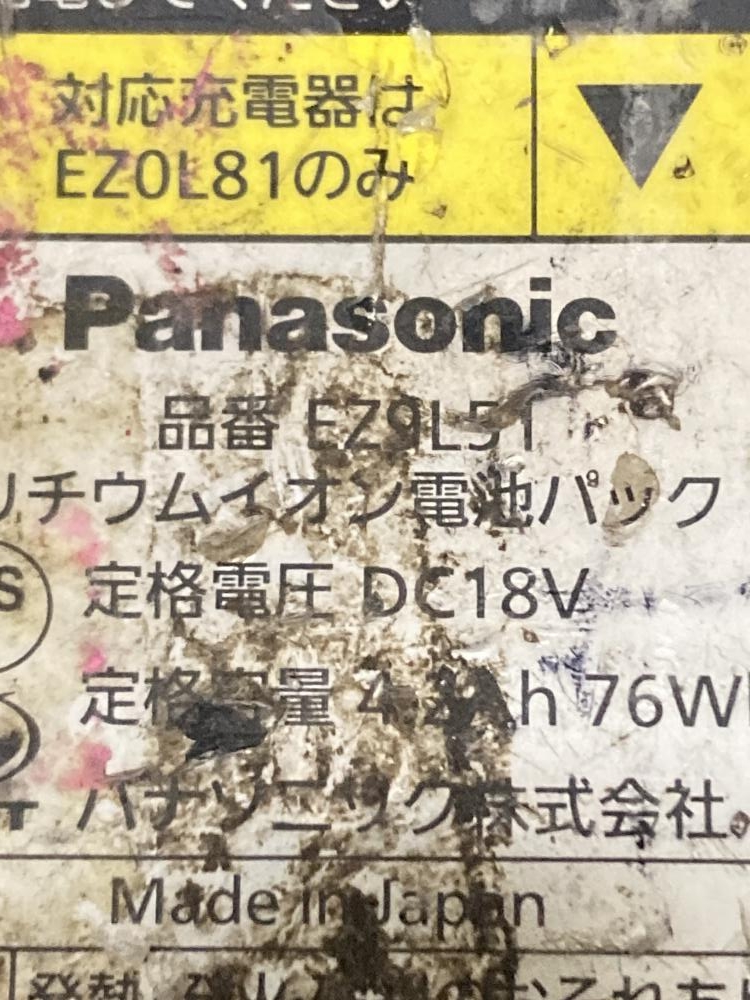 対応充電器は
EZ0L81のみ
Panasonic
品番 EZ9L51
リチウムイオン電池パック
S
定格電圧 DC18V
定格容量 4.2Ah 76W
パナソニック株式会社
Made in Japan